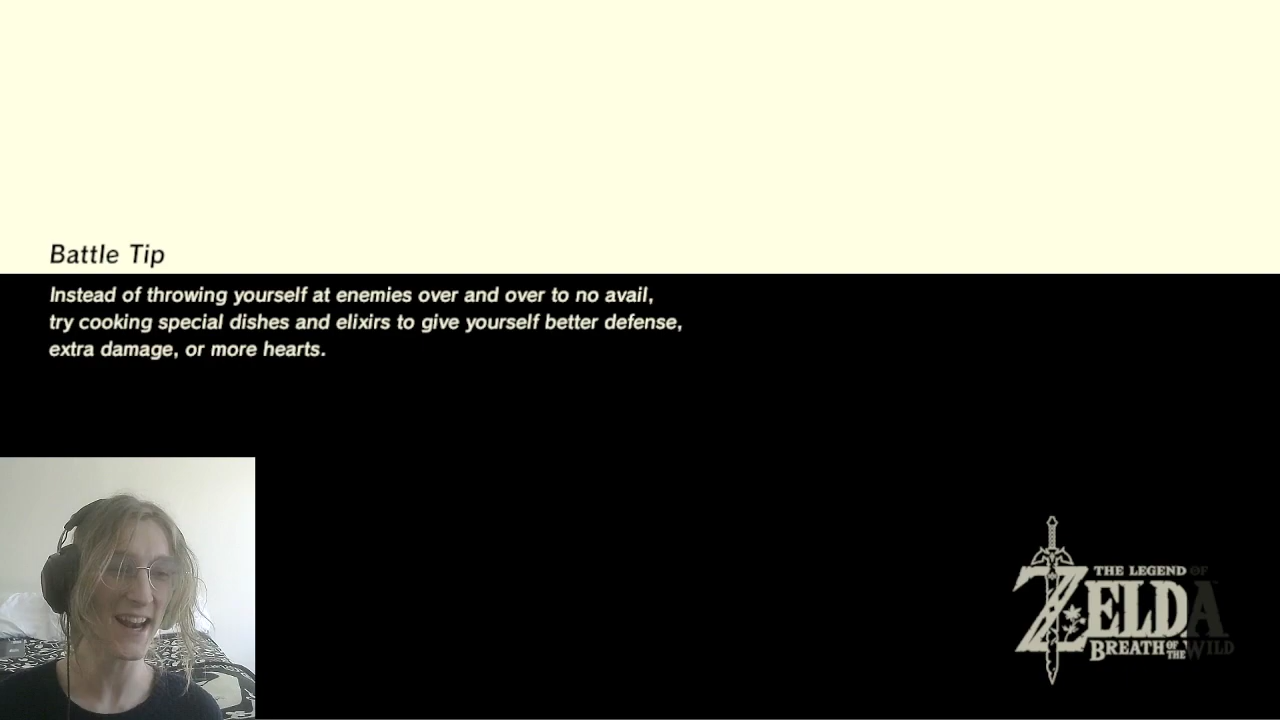 Battle Tip
Instead of throwing yourself at enemies over and over to no avail,
try cooking special dishes and elixirs to give yourself better defense,
extra damage, or more hearts.
THE LEGEND OF
ZELDA
BREATH OF THE WILD